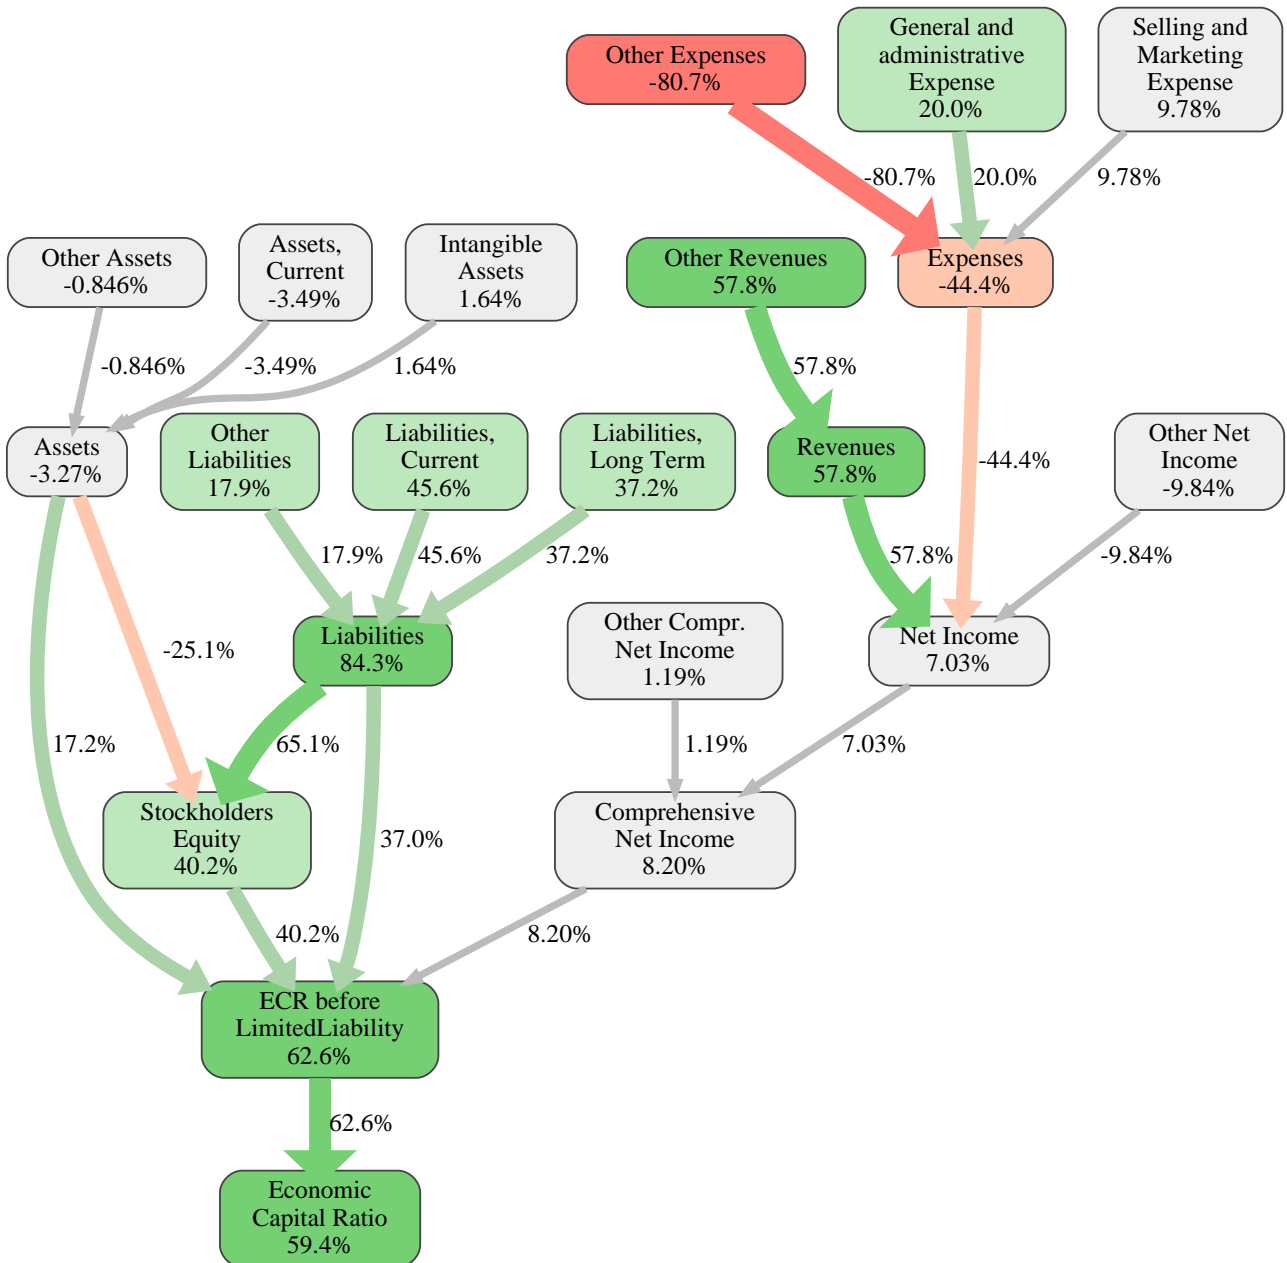 Other Expenses
-80.7%
General and
administrative
Expense
20.0%
Selling and
Marketing
Expense
9.78%
-80.7%
20.0%
9.78%
Other Assets
-0.846%
Assets,
Current
-3.49%
Intangible
Assets
1.64%
Other Revenues
57.8%
Expenses
-44.4%
-0.846%
-3.49%
1.64%
57.8%
Assets
-3.27%
Other
Liabilities
17.9%
Liabilities,
Current
45.6%
Liabilities,
Long Term
37.2%
Revenues
57.8%
-44.4%
Other Net
Income
-9.84%
17.9%
45.6%
37.2%
57.8%
-9.84%
-25.1%
Liabilities
84.3%
Other Compr.
Net Income
1.19%
Net Income
7.03%
17.2%
65.1%
1.19%
7.03%
Stockholders
Equity
40.2%
37.0%
Comprehensive
Net Income
8.20%
40.2%
8.20%
ECR before
LimitedLiability
62.6%
62.6%
Economic
Capital Ratio
59.4%